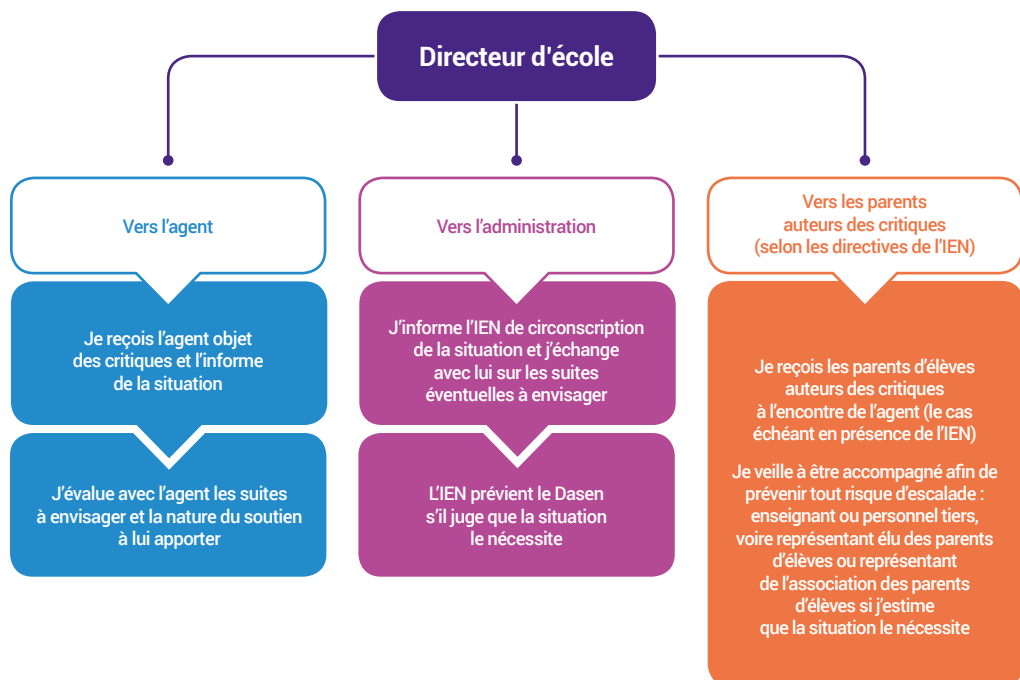 Directeur d'école
Vers l'agent
Je reçois l'agent objet
des critiques et l'informe
de la situation
J'évalue avec l'agent les suites
à envisager et la nature du soutien
à lui apporter
Vers l'administration
J'informe l'IEN de circonscription
de la situation et j'échange
avec lui sur les suites
éventuelles à envisager
L'IEN prévient le Dasen
s'il juge que la situation
le nécessite
Vers les parents
auteurs des critiques
(selon les directives de l'IEN)
Je reçois les parents d'élèves
auteurs des critiques
à l'encontre de l'agent (le cas
échéant en présence de l'IEN)
Je veille à être accompagné afin de
prévenir tout risque d'escalade :
enseignant ou personnel tiers,
voire représentant élu des parents
d'élèves ou représentant
de l'association des parents
d'élèves si j'estime
que la situation le nécessite